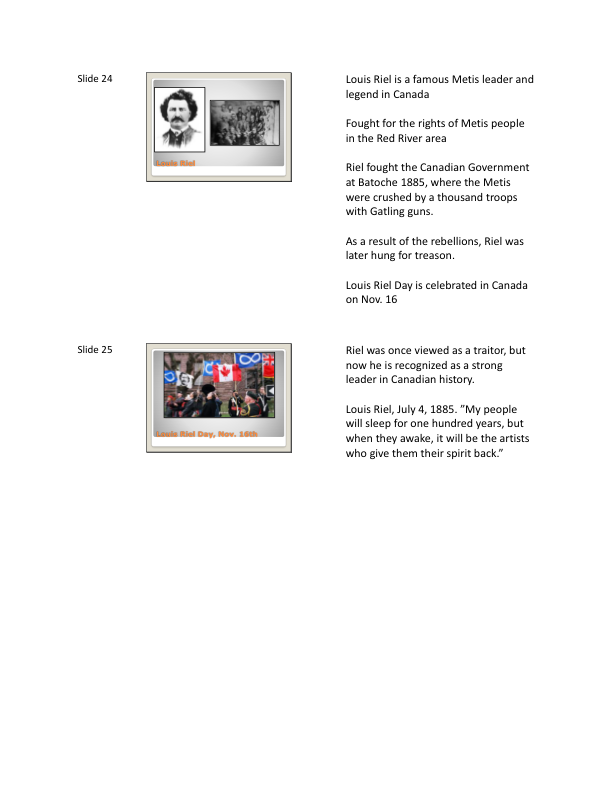 Slide 24
Louis Riel
Louis Riel is a famous Metis leader and
legend in Canada
Fought for the rights of Metis people
in the Red River area
Riel fought the Canadian Government
at Batoche 1885, where the Metis
were crushed by a thousand troops
with Gatling guns.
As a result of the rebellions, Riel was
later hung for treason.
Louis Riel Day is celebrated in Canada
on Nov. 16
Slide 25
Louis Riel Day, Nov. 16th
Riel was once viewed as a traitor, but
now he is recognized as a strong
leader in Canadian history.
Louis Riel, July 4, 1885. ”My people
will sleep for one hundred years, but
when they awake, it will be the artists
who give them their spirit back.”